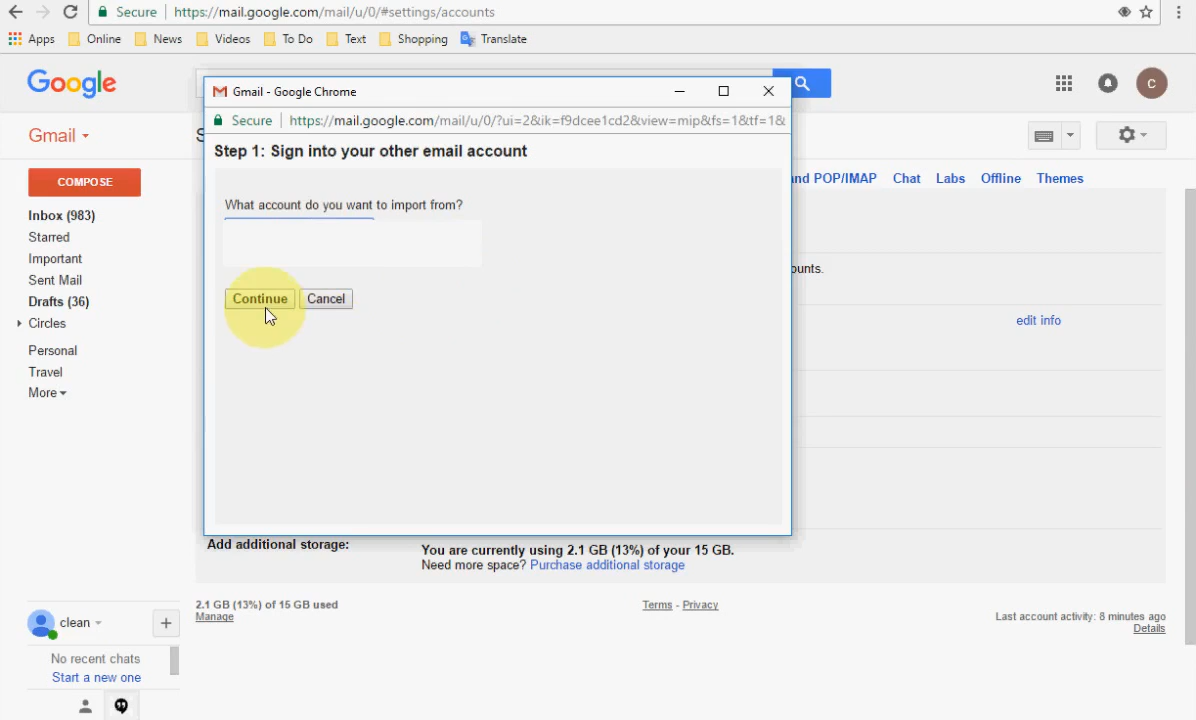 Secure https://mail.google.com/mail/u/0/#settings/accounts
Apps Online News Videos To Do Text Shopping Translate
Google
Gmail - Google Chrome
C
Secure https://mail.google.com/mail/u/0/?ui=2&ik=f9dcee1cd2&view=mip&fs=1&tf=1&
Gmail
S
Step 1: Sign into your other email account
COMPOSE
nd POP/IMAP Chat Labs Offline Themes
What account do you want to import from?
Inbox (983)
Starred
Important
ounts.
Sent Mail
Continue Cancel
Drafts (36)
Circles
edit info
Personal
Travel
More
Add additional storage:
You are currently using 2.1 GB (13%) of your 15 GB.
Need more space? Purchase additional storage
2.1 GB (13%) of 15 GB used
Manage
Terms - Privacy
Last account activity: 8 minutes ago
Details
clean
No recent chats
Start a new one